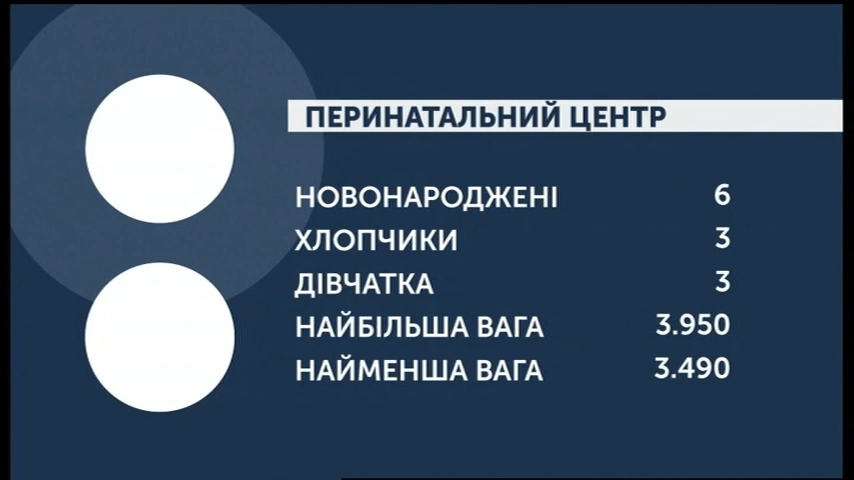 ПЕРИНАТАЛЬНИЙ ЦЕНТР
НОВОНАРОДЖЕНІ 6
ХЛОПЧИКИ 3
ДІВЧАТКА 3
НАЙБІЛЬША ВАГА 3.950
НАЙМЕНША ВАГА 3.490